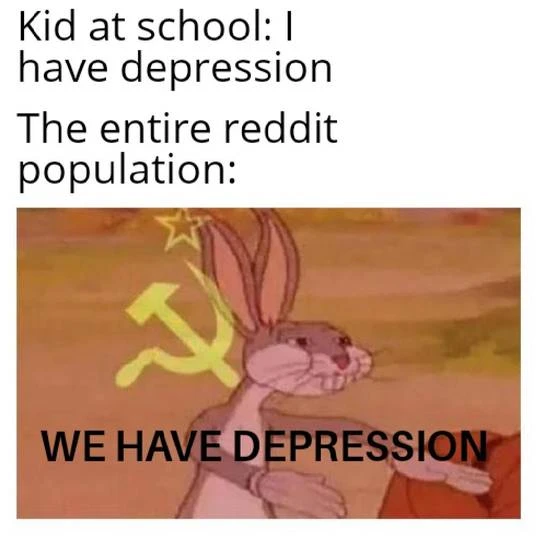 Kid at school: I
have depression
The entire reddit
population:
WE HAVE DEPRESSION